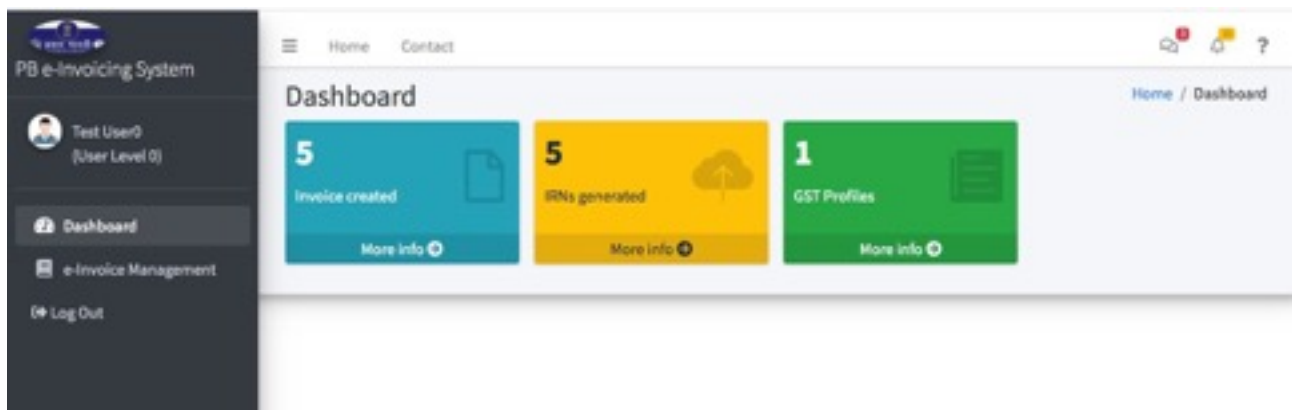 PB e-Invoicing System
Test User0
(User Level 0)
Dashboard
e-Invoice Management
Log Out
Home Contact
?
Dashboard
Home / Dashboard
5
Invoice created
More info
5
IRNs generated
More info
1
GST Profiles
More info